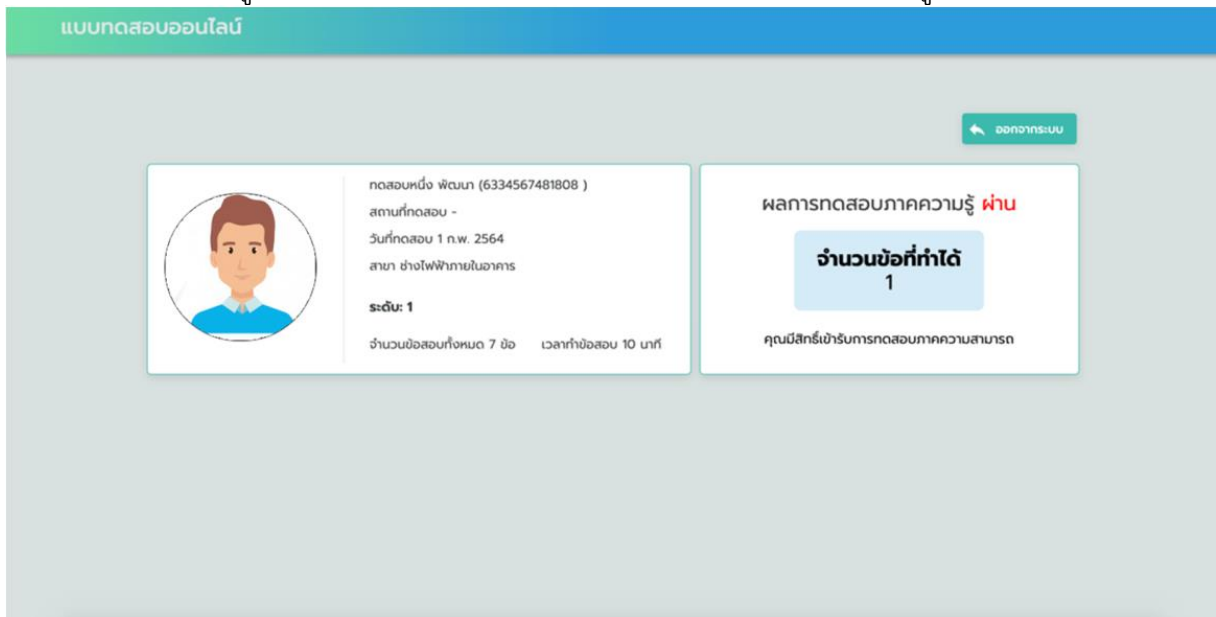 แบบทดสอบออนไลน์
ออกจากระบบ
ทดสอบหนึ่ง พัฒนา (6334567481808 )
สถานที่ทดสอบ -
วันที่ทดสอบ 1 ก.พ. 2564
สาขา ช่างไฟฟ้าภายในอาคาร
ระดับ: 1
จำนวนข้อสอบทั้งหมด 7 ข้อ เวลาทำข้อสอบ 10 นาที
ผลการทดสอบภาคความรู้ ผ่าน
จำนวนข้อที่ทำได้
1
คุณมีสิทธิ์เข้ารับการทดสอบภาคความสามารถ